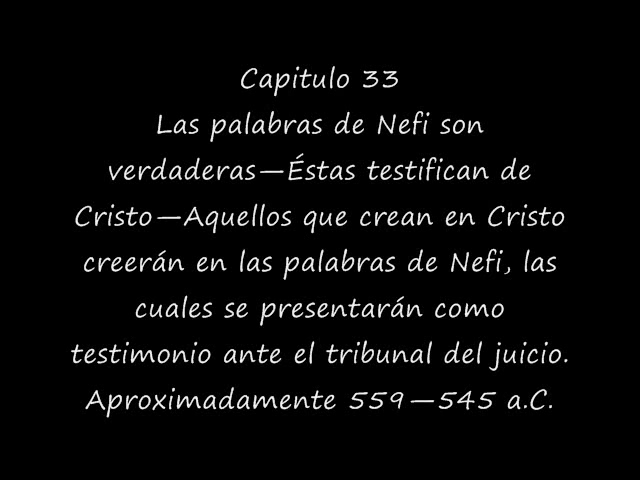 Capitulo 33
Las palabras de Nefi son
verdaderas—Éstas testifican de
Cristo—Aquellos que crean en Cristo
creerán en las palabras de Nefi, las
cuales se presentarán como
testimonio ante el tribunal del juicio.
Aproximadamente 559—545 a.C.